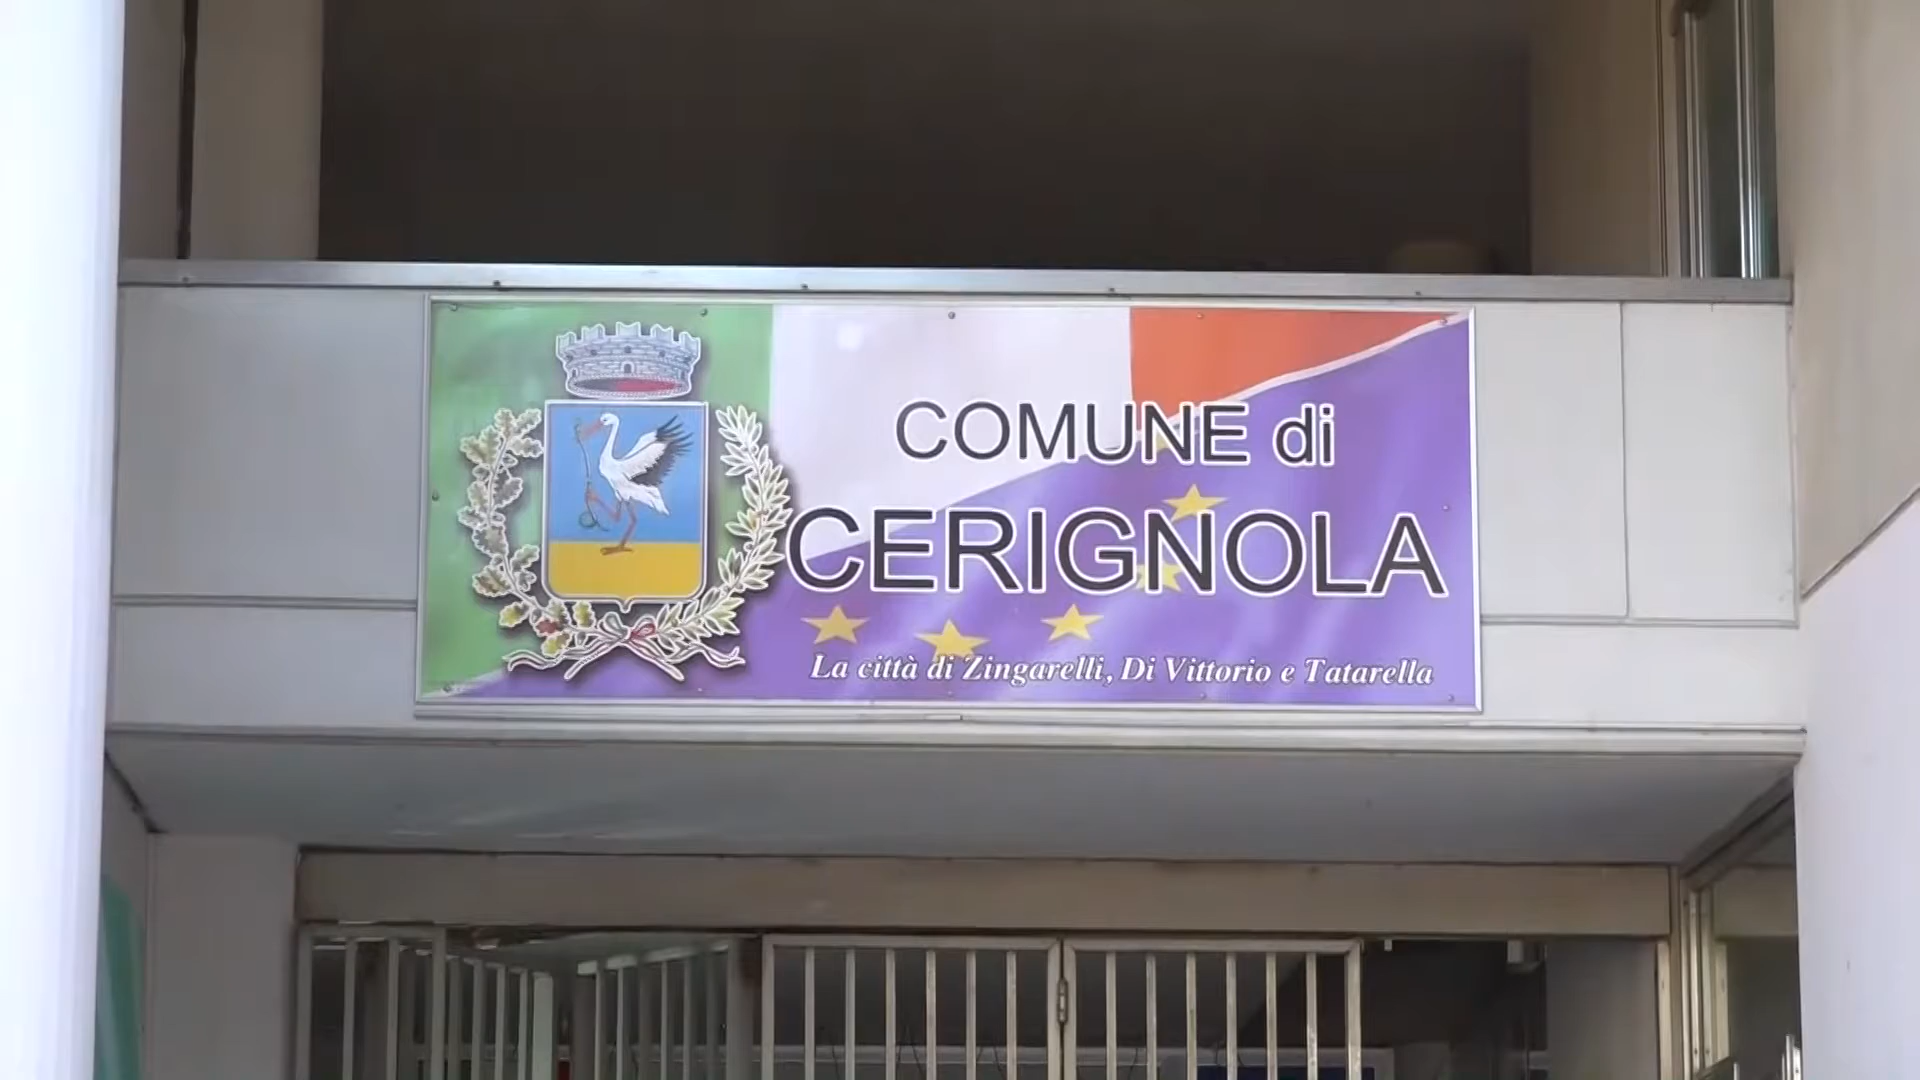 COMUNE di
CERIGNOLA
La città di Zingarelli, Di Vittorio e Tatarella